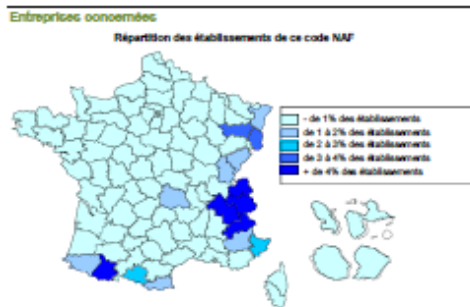 Entreprises concernées
Répartition des établissements de ce code NAF
- de 1% des établissements
de 1 à 2% des établissements
de 2 à 3% des établissements
de 3 à 4% des établissements
+ de 4% des établissements